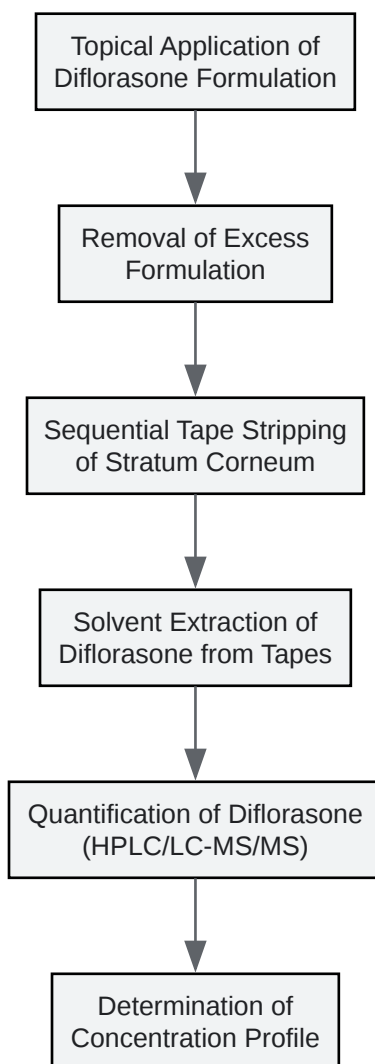 Topical Application of
Diflorasone Formulation
Removal of Excess
Formulation
Sequential Tape Stripping
of Stratum Corneum
Solvent Extraction of
Diflorasone from Tapes
Quantification of Diflorasone
(HPLC/LC-MS/MS)
Determination of
Concentration Profile